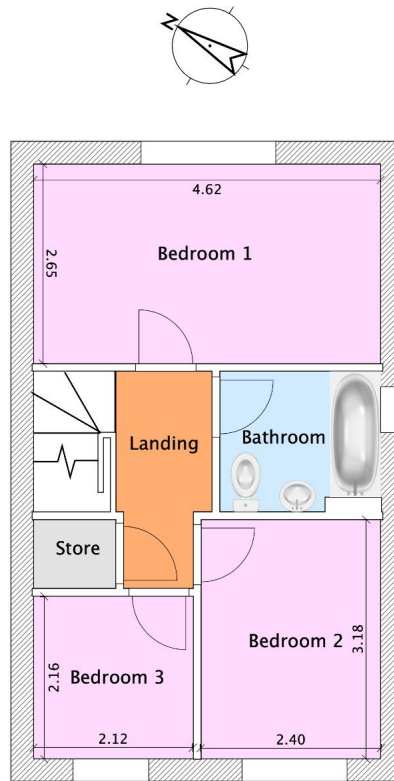 N
4.62
2.65
Bedroom 1
Landing
Bathroom
Store
Bedroom 2
3.18
2.16
Bedroom 3
2.12
2.40